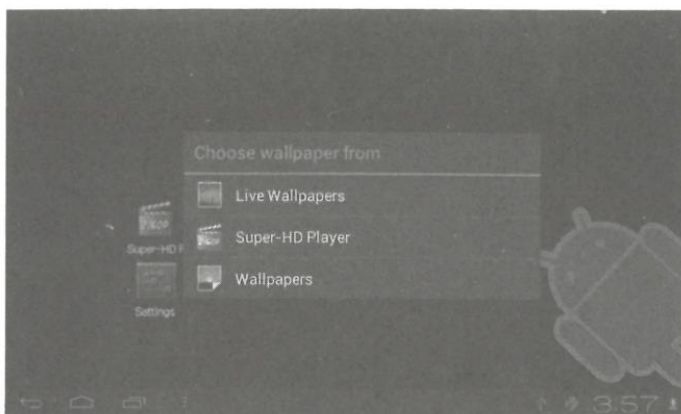 Choose wallpaper from
Live Wallpapers
Super-HD Player
Wallpapers
Super-HD P
Settings
3:57